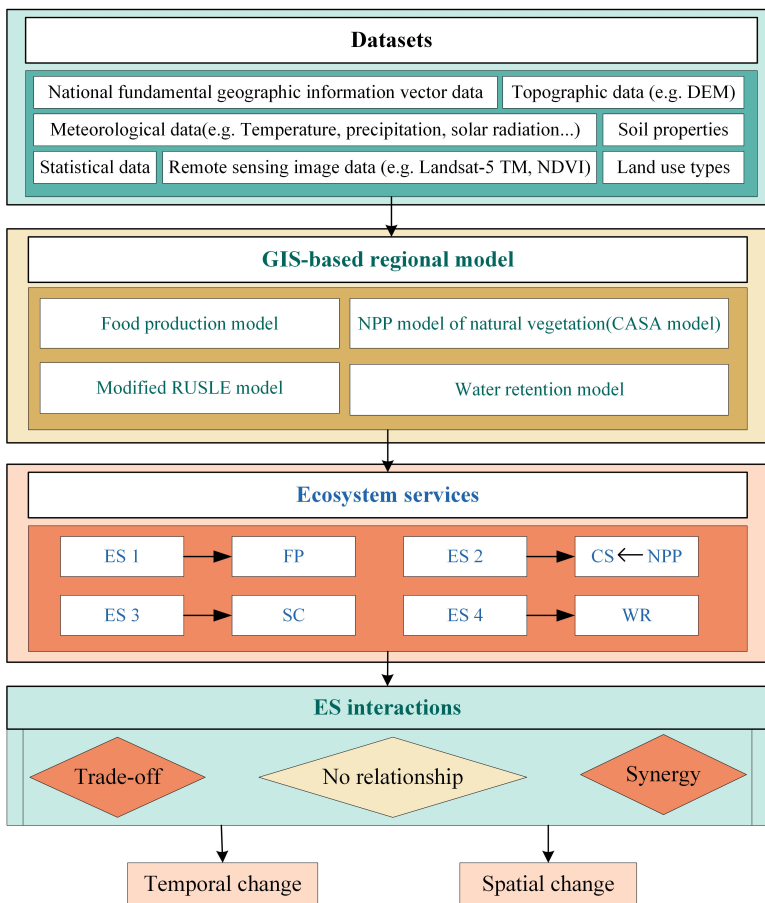 Datasets
National fundamental geographic information vector data
Topographic data (e.g. DEM)
Meteorological data(e.g. Temperature, precipitation, solar radiation...)
Soil properties
Statistical data
Remote sensing image data (e.g. Landsat-5 TM, NDVI)
Land use types
GIS-based regional model
Food production model
NPP model of natural vegetation(CASA model)
Modified RUSLE model
Water retention model
Ecosystem services
ES 1
FP
ES 2
CS
NPP
ES 3
SC
ES 4
WR
ES interactions
Trade-off
No relationship
Synergy
Temporal change
Spatial change